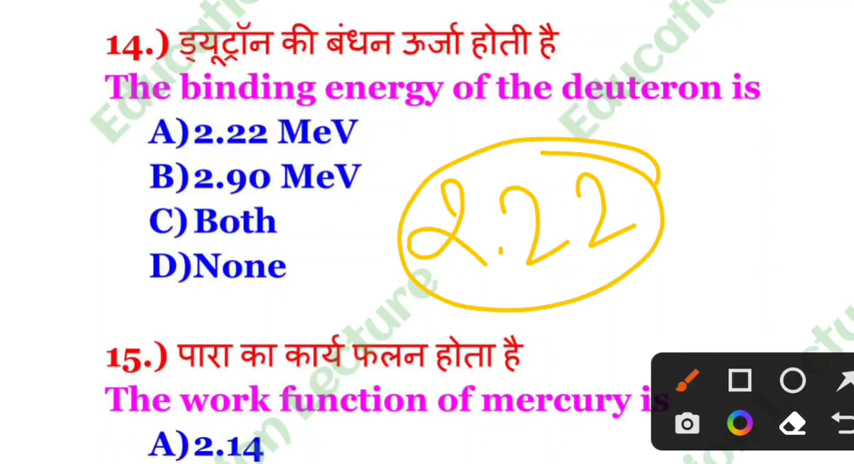 14.) ड्यूट्रॉन की बंधन ऊर्जा होती है
The binding energy of the deuteron is
A)2.22 MeV
B)2.90 MeV
C)Both
D)None
2.22
15.) पारा का कार्य फलन होता है
The work function of mercury is
A)2.14